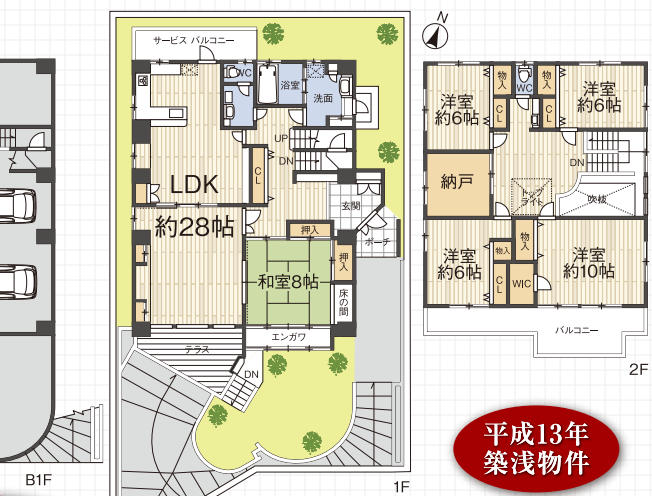 B1F
サービス バルコニー
WC
浴室
洗面
UP
DN
LDK
約28帖
CL
玄関
ポーチ
押入
和室8帖
押入
床の間
エンガワ
テラス
DN
1F
N
洋室
約6帖
物入
CL
WC
物入
CL
洋室
約6帖
納戸
DN
トップ
ライト
吹抜
洋室
約6帖
物入
CL
物入
WIC
洋室
約10帖
バルコニー
2F
平成13年
築浅物件